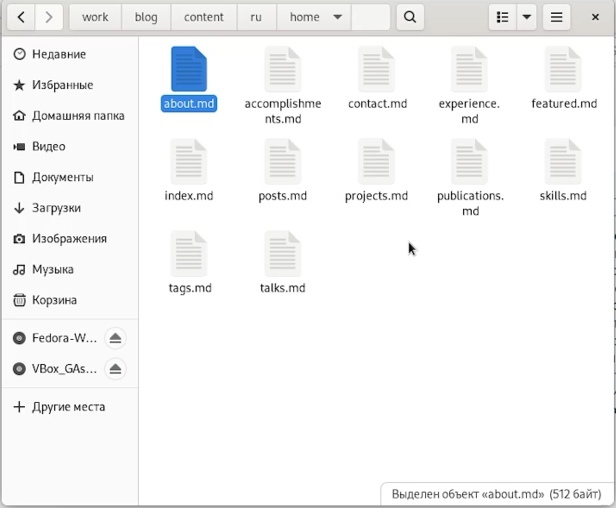 work blog content ru home
Недавние
Избранные
Домашняя папка
Видео
Документы
Загрузки
Изображения
Музыка
Корзина
Fedora-W...
VBox_GAs...
Другие места
about.md
accomplishme
nts.md
contact.md
experience.
md
featured.md
index.md
posts.md
projects.md
publications.
md
skills.md
tags.md
talks.md
Выделен объект «about.md» (512 байт)